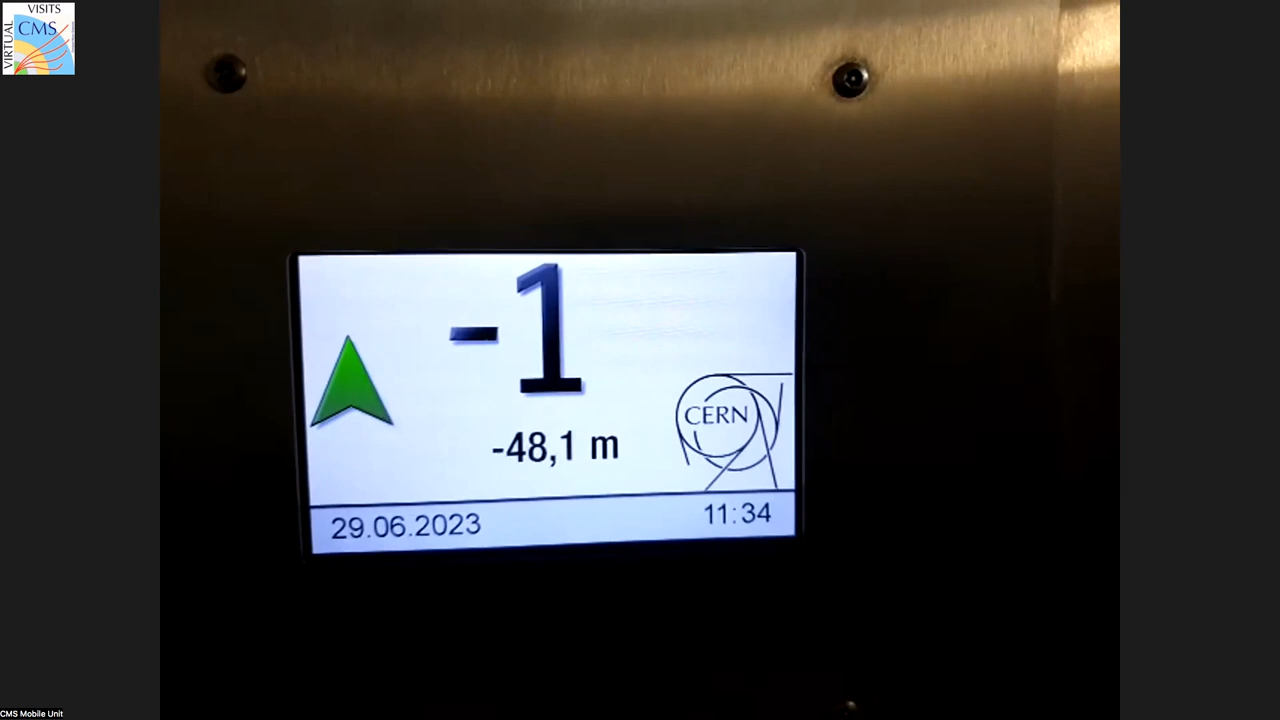 VISITS
CMS
VIRTUAL
-1
-48,1 m
CERN
29.06.2023
11:34
CMS Mobile Unit